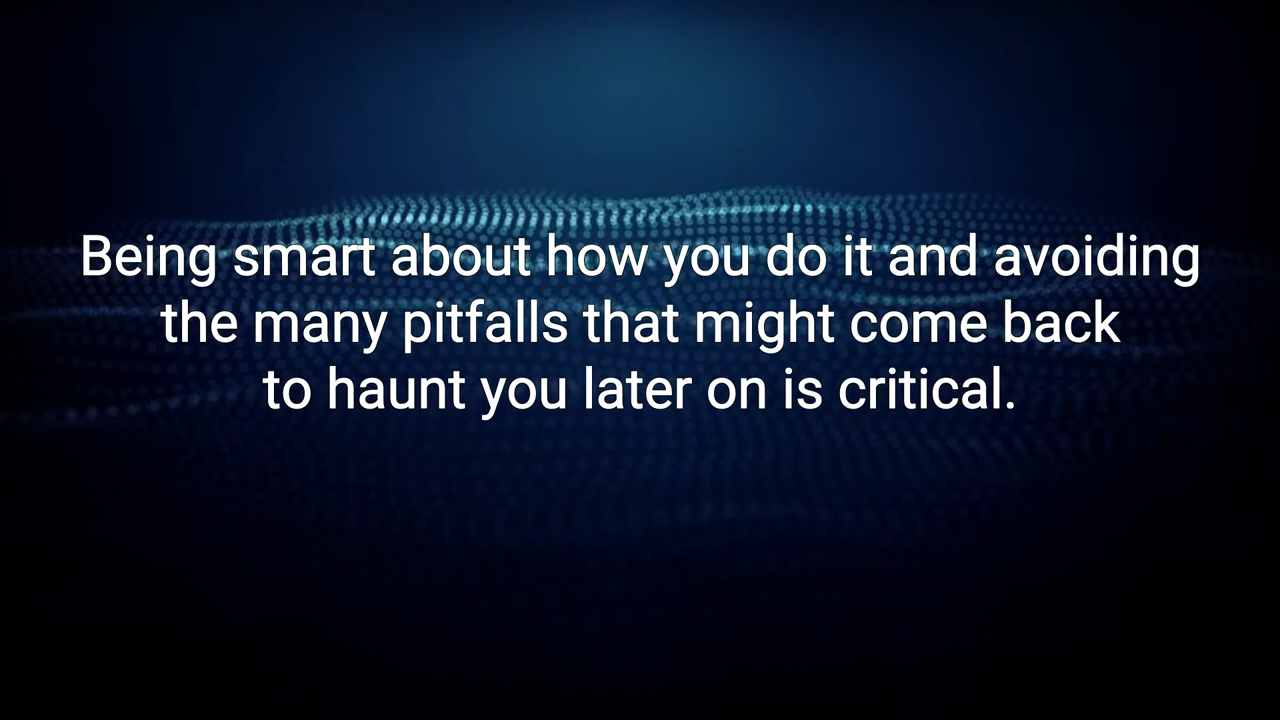 Being smart about how you do it and avoiding
the many pitfalls that might come back
to haunt you later on is critical.